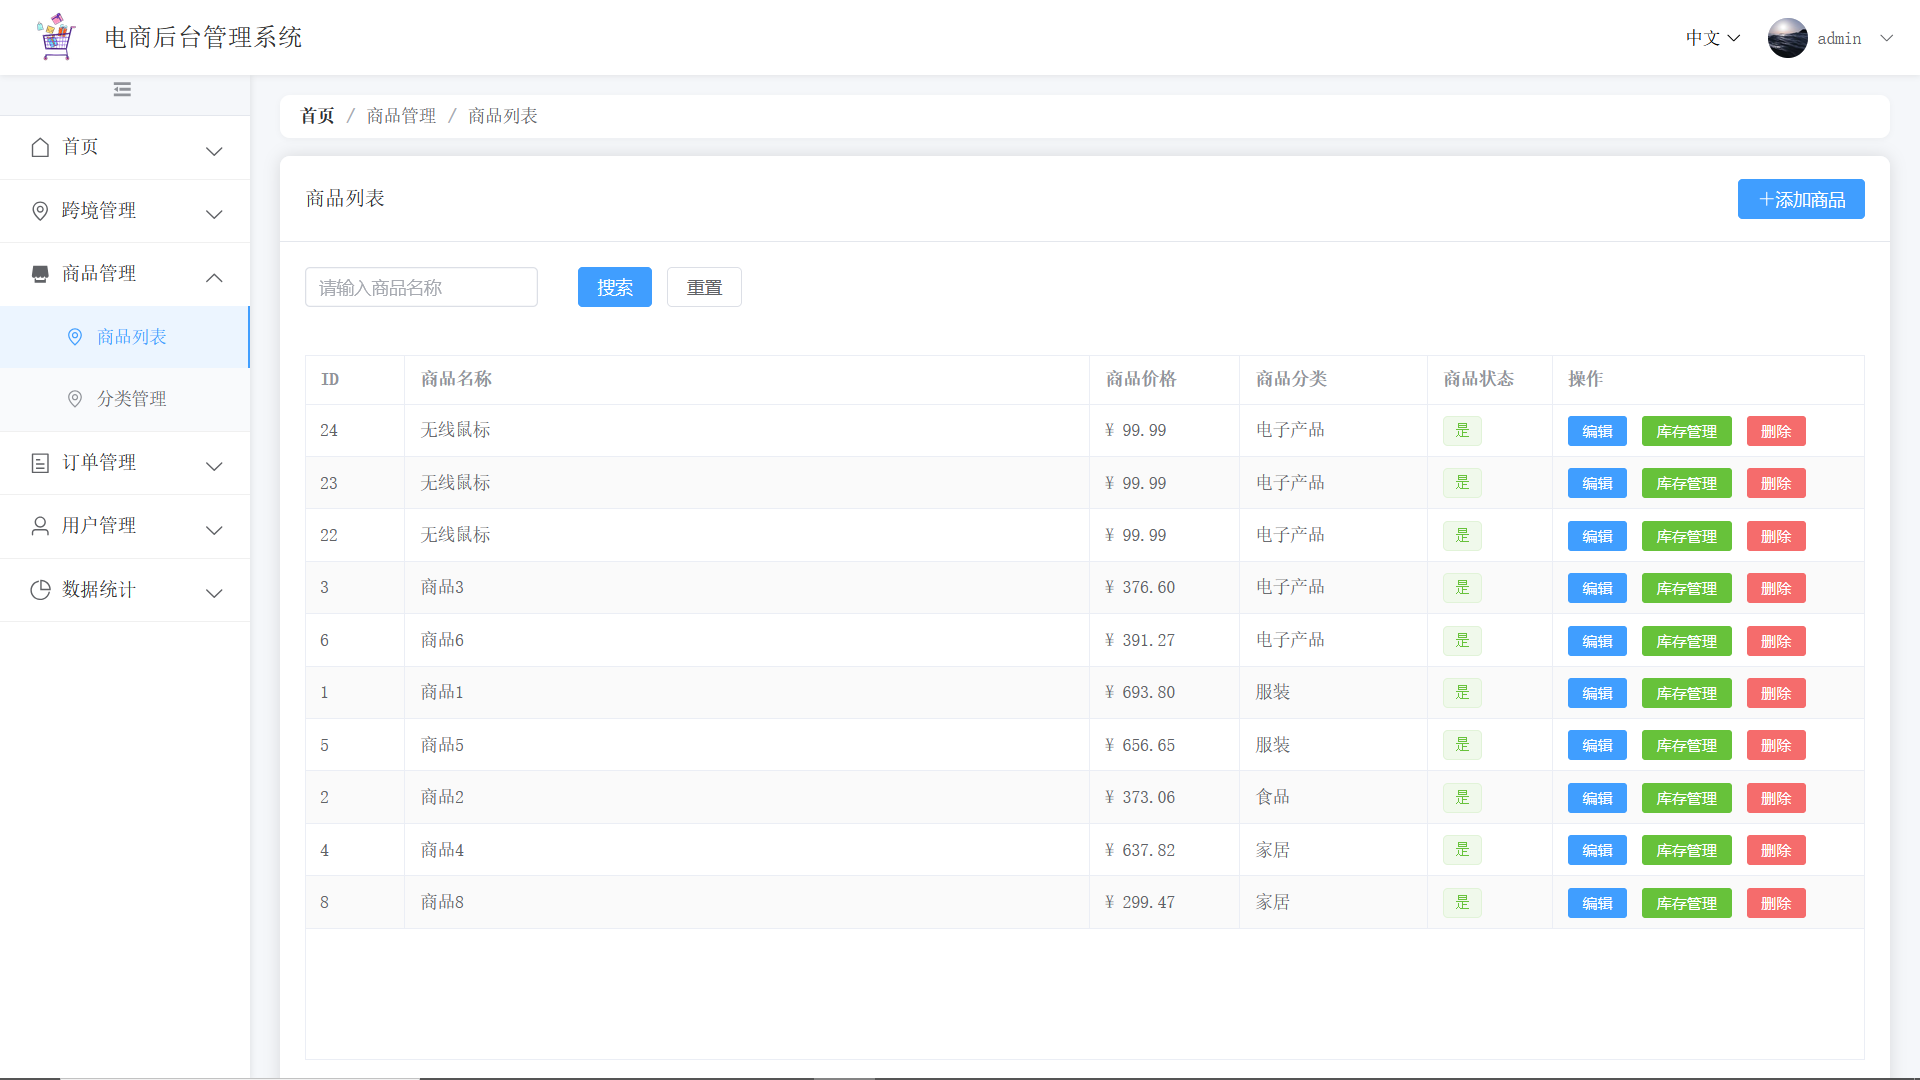 电商后台管理系统
中文
admin
首页
跨境管理
商品管理
商品列表
分类管理
订单管理
用户管理
数据统计
首页 / 商品管理 / 商品列表
商品列表
+添加商品
请输入商品名称 搜索 重置
ID 商品名称 商品价格 商品分类 商品状态 操作
24 无线鼠标 ¥ 99.99 电子产品 是 编辑 库存管理 删除
23 无线鼠标 ¥ 99.99 电子产品 是 编辑 库存管理 删除
22 无线鼠标 ¥ 99.99 电子产品 是 编辑 库存管理 删除
3 商品3 ¥ 376.60 电子产品 是 编辑 库存管理 删除
6 商品6 ¥ 391.27 电子产品 是 编辑 库存管理 删除
1 商品1 ¥ 693.80 服装 是 编辑 库存管理 删除
5 商品5 ¥ 656.65 服装 是 编辑 库存管理 删除
2 商品2 ¥ 373.06 食品 是 编辑 库存管理 删除
4 商品4 ¥ 637.82 家居 是 编辑 库存管理 删除
8 商品8 ¥ 299.47 家居 是 编辑 库存管理 删除